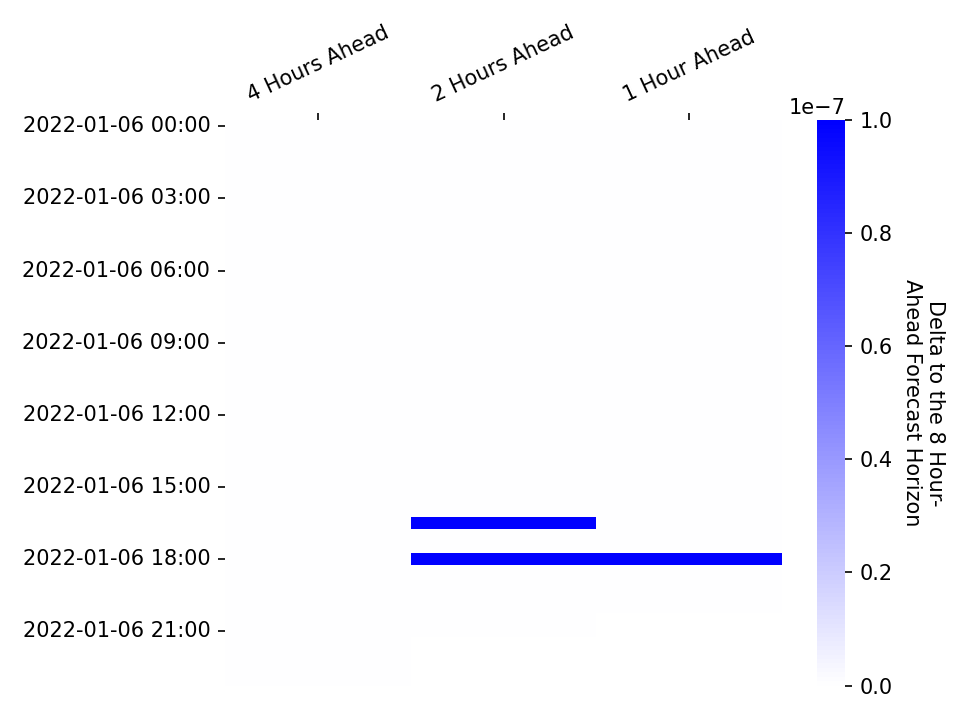 4 Hours Ahead
2 Hours Ahead
1 Hour Ahead
2022-01-06 00:00
2022-01-06 03:00
2022-01-06 06:00
2022-01-06 09:00
2022-01-06 12:00
2022-01-06 15:00
2022-01-06 18:00
2022-01-06 21:00
1e−7
1.0
0.8
0.6
0.4
0.2
0.0
Delta to the 8 Hour-
Ahead Forecast Horizon